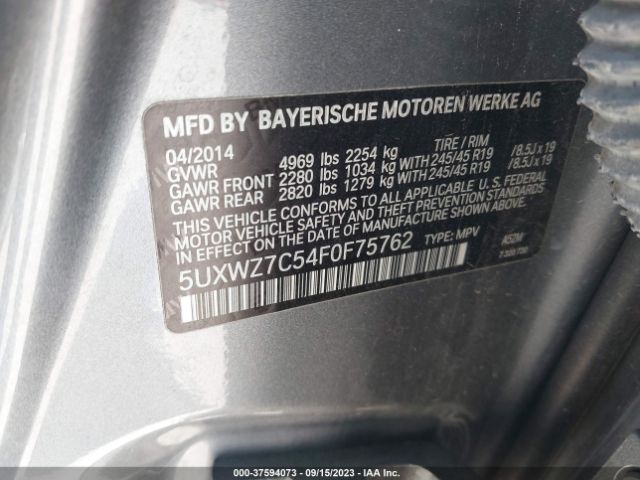 MFD BY BAYERISCHE MOTOREN WERKE AG
04/2014 TIRE / RIM
GVWR 4969 lbs 2254 kg
GAWR FRONT 2280 lbs 1034 kg WITH 245/45 R19 /8.5J x 19
GAWR REAR 2820 lbs 1279 kg WITH 245/45 R19 /8.5J x 19
THIS VEHICLE CONFORMS TO ALL APPLICABLE U. S. FEDERAL
MOTOR VEHICLE SAFETY, BUMPER, AND THEFT PREVENTION STANDARDS
IN EFFECT ON THE DATE OF MANUFACTURE SHOWN ABOVE.
5UXWZ7C54F0F75762 TYPE: MPV A52M
000-37594073 - 09/15/2023 - IAA Inc.